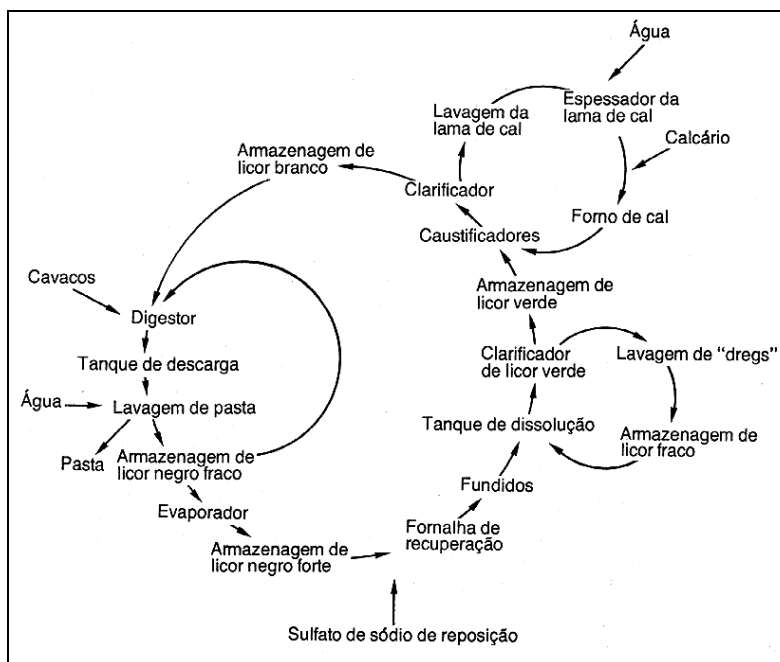 Água
Espessador da
lama de cal
Lavagem da
lama de cal
Calcário
Armazenagem de
licor branco
Clarificador
Forno de cal
Caustificadores
Cavacos
Armazenagem de
licor verde
Digestor
Clarificador
de licor verde
Lavagem de "dregs"
Tanque de descarga
Água
Lavagem de pasta
Tanque de dissolução
Armazenagem de
licor fraco
Pasta
Armazenagem de
licor negro fraco
Fundidos
Evaporador
Fornalha de
recuperação
Armazenagem de
licor negro forte
Sulfato de sódio de reposição